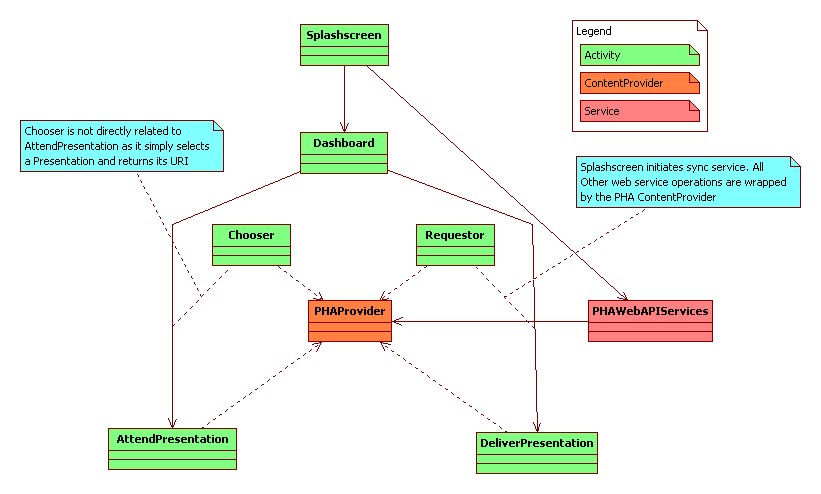 Splashscreen
Legend
Activity
ContentProvider
Service
Chooser is not directly related to
AttendPresentation as it simply selects
a Presentation and returns its URI
Dashboard
Splashscreen initiates sync service. All
Other web service operations are wrapped
by the PHA ContentProvider
Chooser
Requestor
PHAProvider
PHAWebAPIServices
AttendPresentation
DeliverPresentation